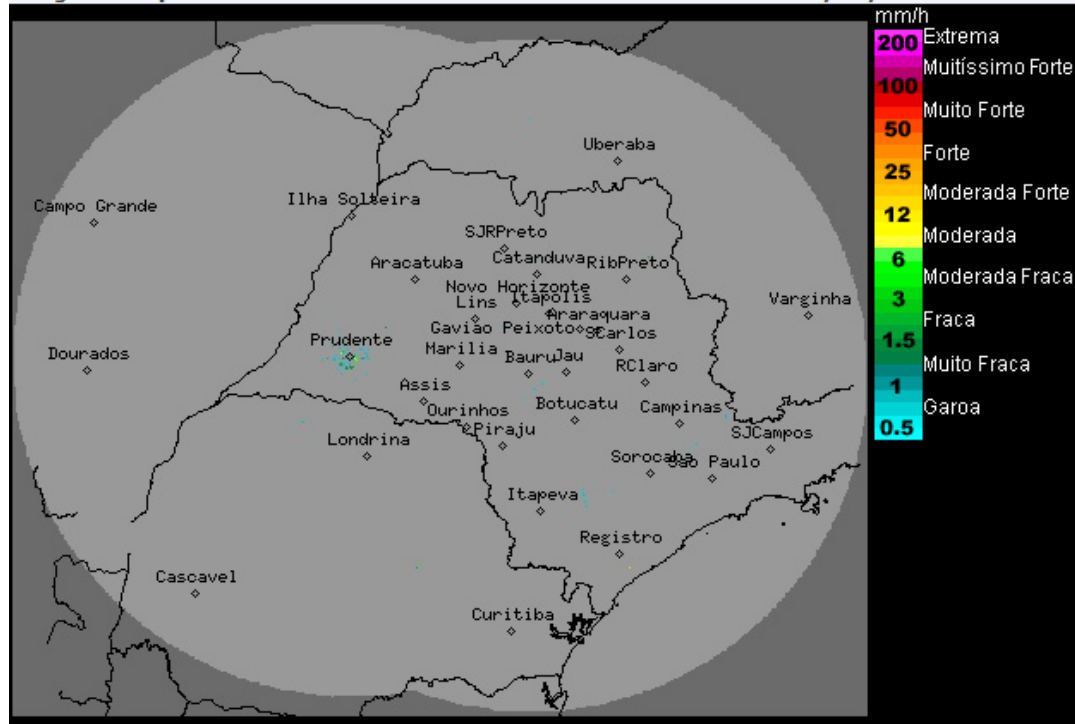 mm/h
200 Extrema
Muitíssimo Forte
100
Muito Forte
50
Forte
25
Moderada Forte
12
Moderada
6
Moderada Fraca
3
Fraca
1.5
Muito Fraca
1
Garoa
0.5
Uberaba
Campo Grande
Ilha Solteira
SJRPreto
Aracatuba
Catanduva
RibPreto
Novo Horizonte
Lins
Itapolis
Varginha
Araraquara
Gavião Peixoto
SCarlos
Prudente
Dourados
Marilia
Bauru
Jau
RClaro
Assis
Ourinhos
Botucatu
Campinas
Piraju
Londrina
SJCampos
Sorocaba
São Paulo
Itapeva
Registro
Cascavel
Curitiba